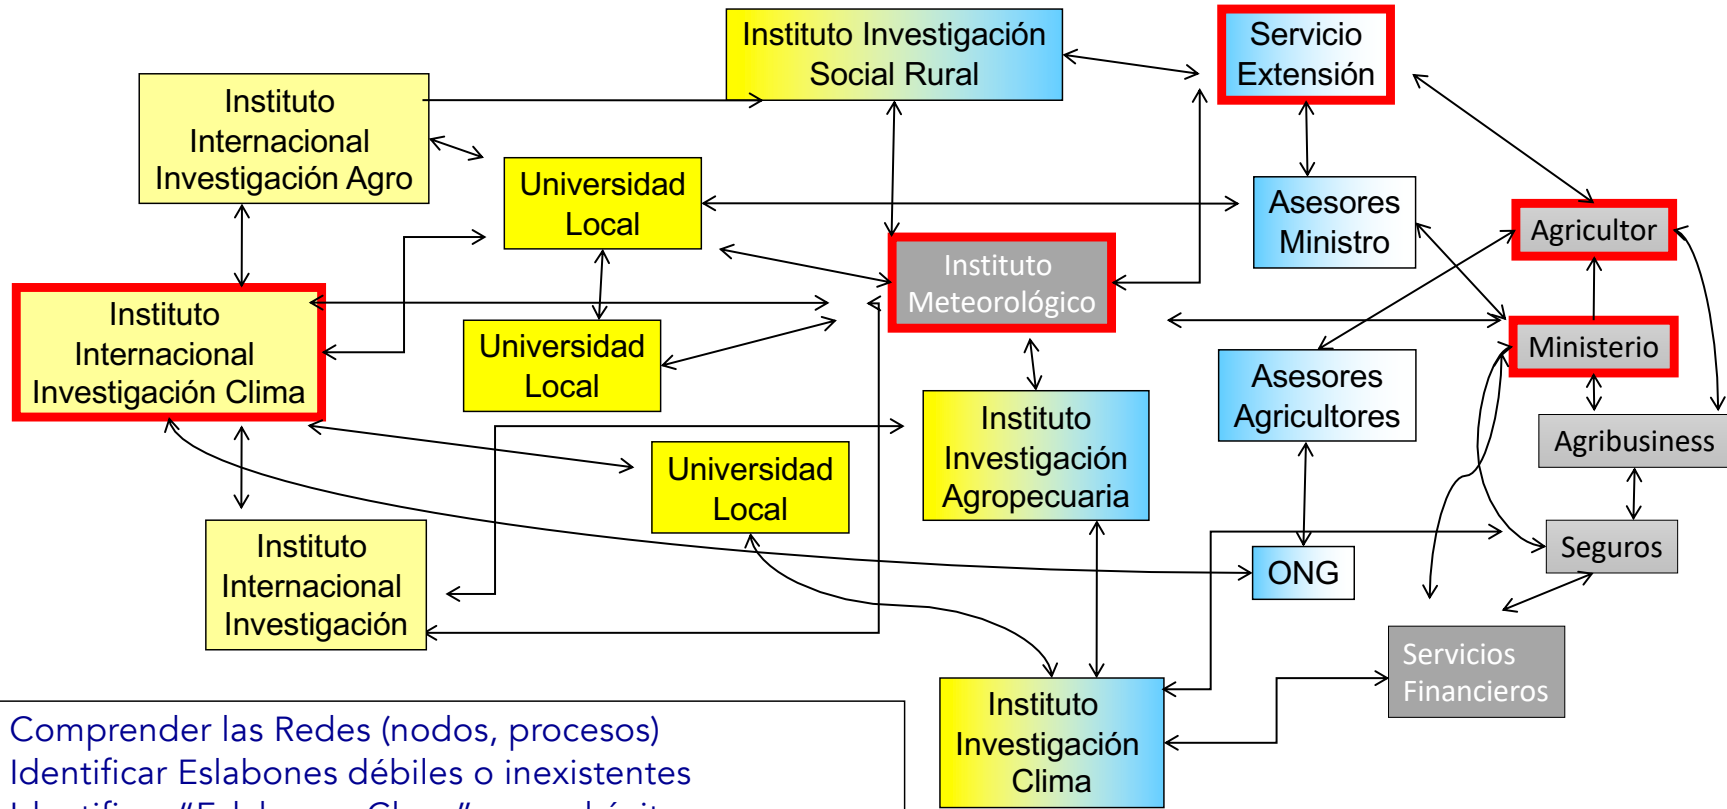 Instituto Investigación
Social Rural
Servicio
Extensión
Instituto
Internacional
Investigación Agro
Universidad
Local
Asesores
Ministro
Agricultor
Instituto
Meteorológico
Instituto
Internacional
Investigación Clima
Universidad
Local
Ministerio
Asesores
Agricultores
Instituto
Investigación
Agropecuaria
Agribusiness
Universidad
Local
Instituto
Internacional
Investigación
ONG
Seguros
Servicios
Financieros
Instituto
Investigación
Clima
Comprender las Redes (nodos, procesos)
Identificar Eslabones débiles o inexistentes